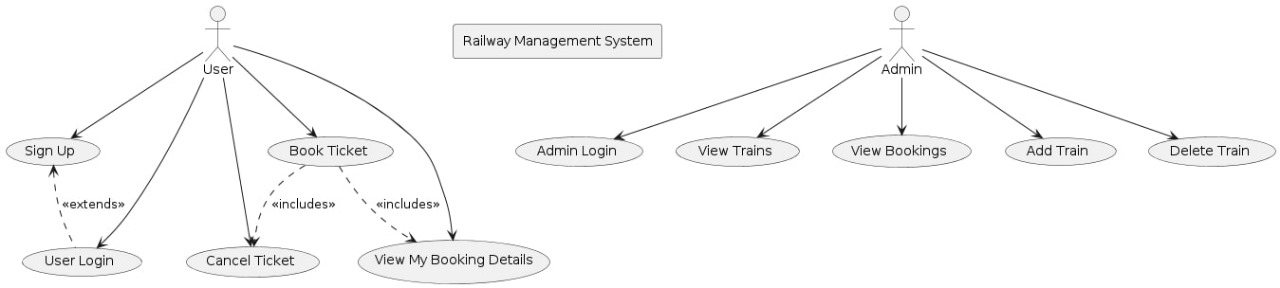 Railway Management System
User
Admin
Sign Up
Book Ticket
Admin Login
View Trains
View Bookings
Add Train
Delete Train
«extends»
«includes»
«includes»
User Login
Cancel Ticket
View My Booking Details